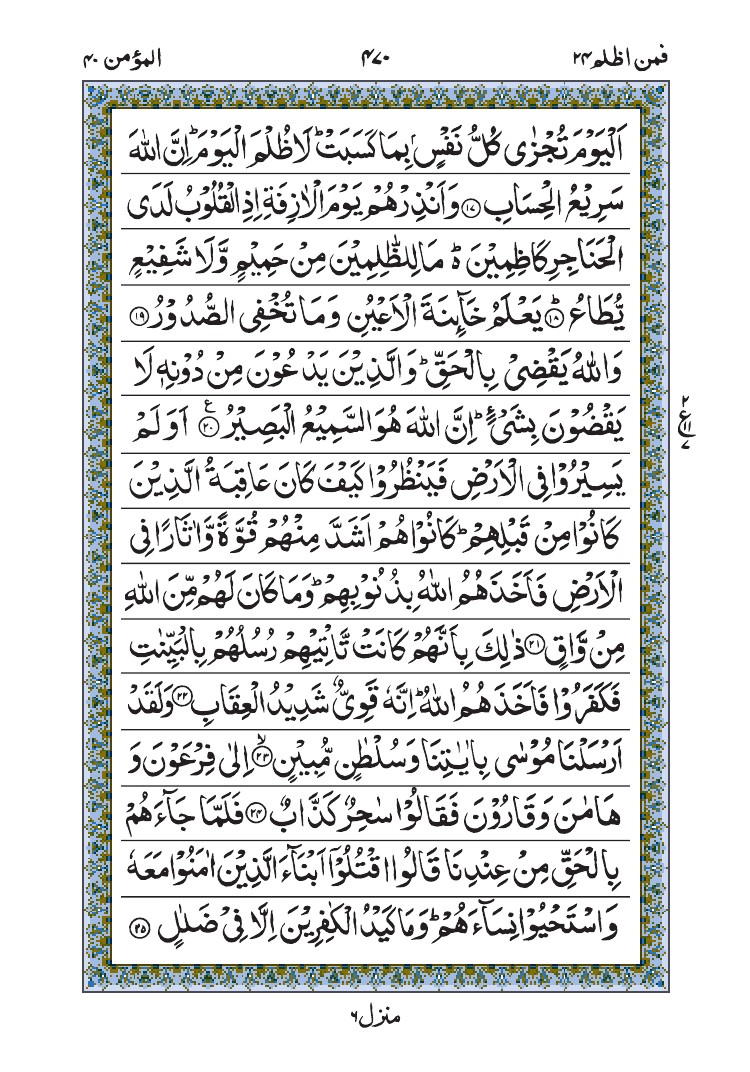 فمن اظلم ۲۴ ۴۷۰ المؤمن ۴۰
اَلْيَوْمَ تُجْزٰى كُلُّ نَفْسٍۭ بِمَا كَسَبَتْ ؕ لَا ظُلْمَ الْيَوْمَ ؕ اِنَّ اللّٰهَ
سَرِيْعُ الْحِسَابِ ﴿۱۷﴾ وَاَنْذِرْهُمْ يَوْمَ الْاٰزِفَةِ اِذِ الْقُلُوْبُ لَدَى
الْحَنَاجِرِ كَاظِمِيْنَ ؕ۬ مَا لِلظّٰلِمِيْنَ مِنْ حَمِيْمٍ وَّلَا شَفِيْعٍ
يُّطَاعُ ؕ﴿۱۸﴾ يَعْلَمُ خَآئِنَةَ الْاَعْيُنِ وَمَا تُخْفِى الصُّدُوْرُ ﴿۱۹﴾
وَاللّٰهُ يَقْضِىْ بِالْحَقِّ ؕ وَالَّذِيْنَ يَدْعُوْنَ مِنْ دُوْنِهٖ لَا
يَقْضُوْنَ بِشَىْءٍ ؕ اِنَّ اللّٰهَ هُوَ السَّمِيْعُ الْبَصِيْرُ ﴿۲۰﴾ع اَوَلَمْ
۲ ع ۱۱ ۷
يَسِيْرُوْا فِى الْاَرْضِ فَيَنْظُرُوْا كَيْفَ كَانَ عَاقِبَةُ الَّذِيْنَ
كَانُوْا مِنْ قَبْلِهِمْ ؕ كَانُوْا هُمْ اَشَدَّ مِنْهُمْ قُوَّةً وَّاٰثَارًا فِى
الْاَرْضِ فَاَخَذَهُمُ اللّٰهُ بِذُنُوْبِهِمْ ؕ وَمَا كَانَ لَهُمْ مِّنَ اللّٰهِ
مِنْ وَّاقٍ ﴿۲۱﴾ ذٰلِكَ بِاَنَّهُمْ كَانَتْ تَّاْتِيْهِمْ رُسُلُهُمْ بِالْبَيِّنٰتِ
فَكَفَرُوْا فَاَخَذَهُمُ اللّٰهُ ؕ اِنَّهٗ قَوِىٌّ شَدِيْدُ الْعِقَابِ ﴿۲۲﴾ وَلَقَدْ
اَرْسَلْنَا مُوْسٰى بِاٰيٰتِنَا وَسُلْطٰنٍ مُّبِيْنٍ ۙ﴿۲۳﴾ اِلٰى فِرْعَوْنَ وَ
هَامٰنَ وَقَارُوْنَ فَقَالُوْا سٰحِرٌ كَذَّابٌ ﴿۲۴﴾ فَلَمَّا جَآءَهُمْ
بِالْحَقِّ مِنْ عِنْدِنَا قَالُوا اقْتُلُوْۤا اَبْنَآءَ الَّذِيْنَ اٰمَنُوْا مَعَهٗ
وَاسْتَحْيُوْا نِسَآءَهُمْ ؕ وَمَا كَيْدُ الْكٰفِرِيْنَ اِلَّا فِىْ ضَلٰلٍ ﴿۲۵﴾
منزل ۶